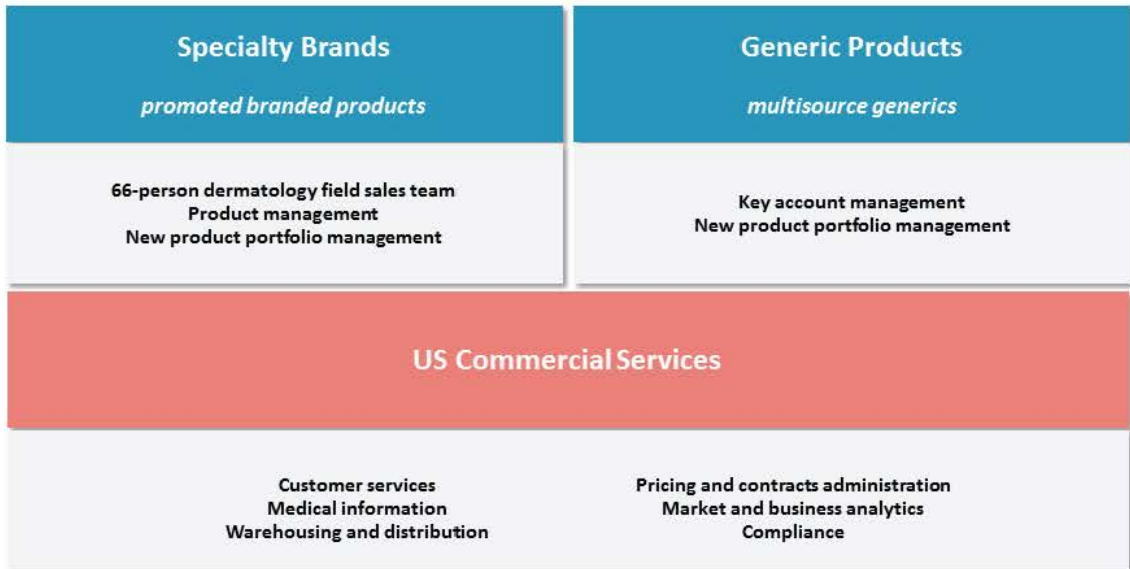 Specialty Brands
promoted branded products
66-person dermatology field sales team
Product management
New product portfolio management
Generic Products
multisource generics
Key account management
New product portfolio management
US Commercial Services
Customer services
Medical information
Warehousing and distribution
Pricing and contracts administration
Market and business analytics
Compliance